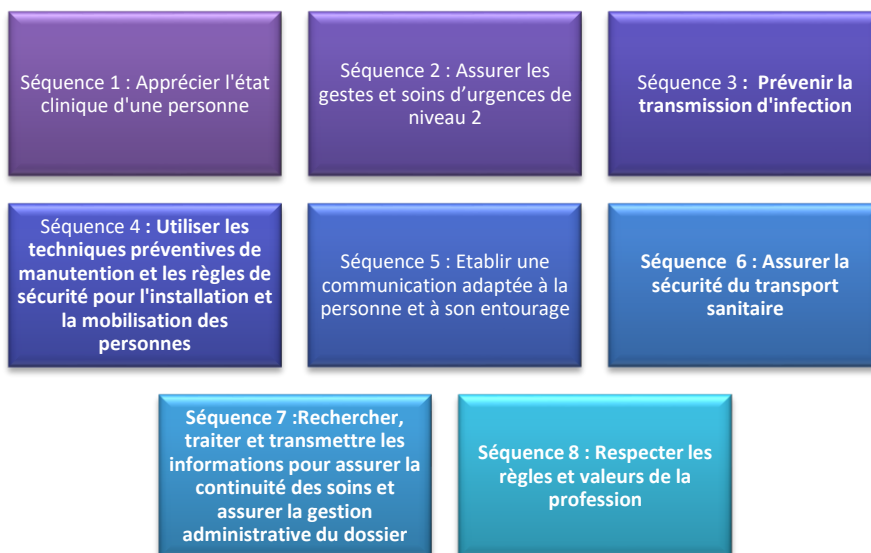 Séquence 1 : Apprécier l'état
clinique d'une personne
Séquence 2 : Assurer les
gestes et soins d’urgences de
niveau 2
Séquence 3 : Prévenir la
transmission d'infection
Séquence 4 : Utiliser les
techniques préventives de
manutention et les règles de
sécurité pour l'installation et
la mobilisation des
personnes
Séquence 5 : Etablir une
communication adaptée à la
personne et à son entourage
Séquence 6 : Assurer la
sécurité du transport
sanitaire
Séquence 7 :Rechercher,
traiter et transmettre les
informations pour assurer la
continuité des soins et
assurer la gestion
administrative du dossier
Séquence 8 : Respecter les
règles et valeurs de la
profession